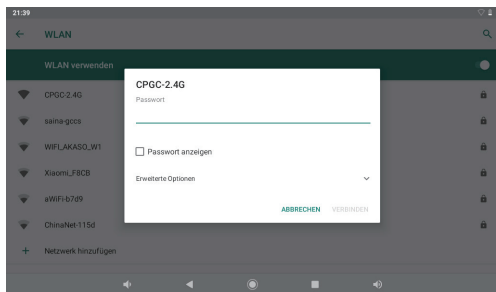 21:39
WLAN
WLAN verwenden
CPGC-2.4G
saina-gccs
WIFI_AKASO_W1
Xiaomi_F8CB
aWiFi-b7d9
ChinaNet-115d
Netzwerk hinzufügen
CPGC-2.4G
Passwort
Passwort anzeigen
Erweiterte Optionen
ABBRECHEN VERBINDEN